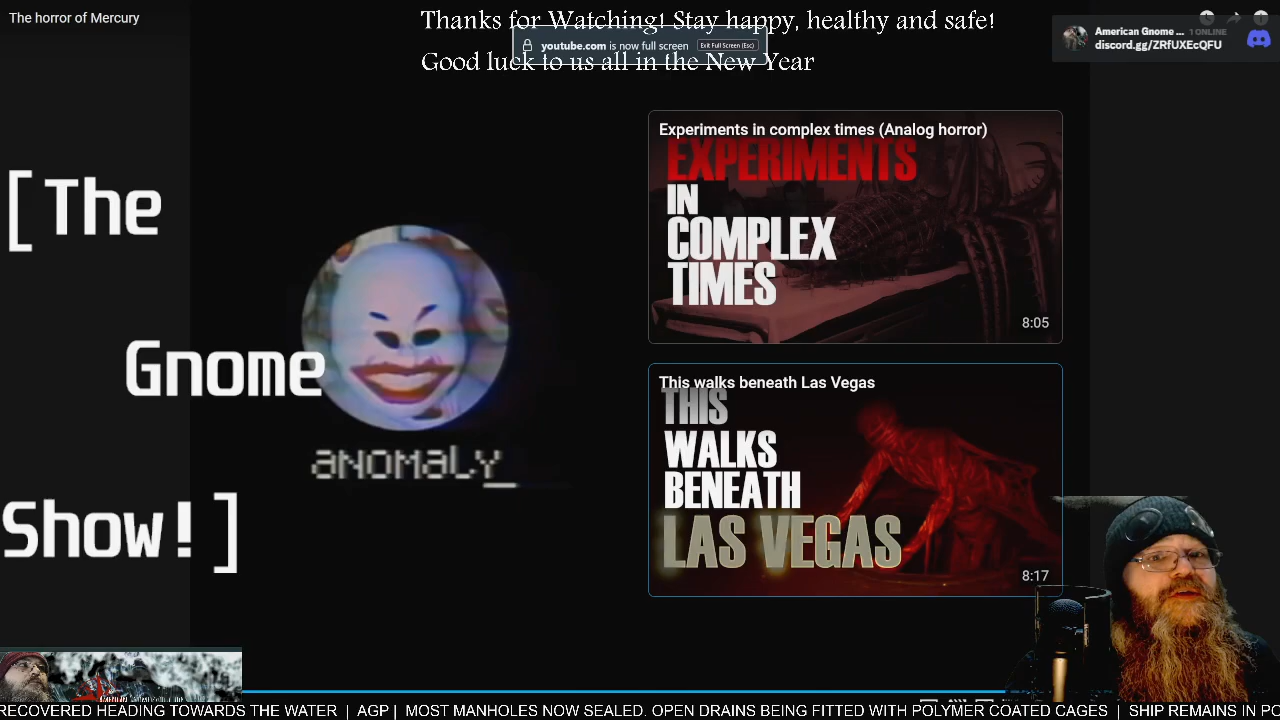 The horror of Mercury
Thanks for Watching! Stay happy, healthy and safe!
youtube.com is now full screen Exit Full Screen (Esc)
Good luck to us all in the New Year
American Gnome ... 1 ONLINE
discord.gg/ZRfUXEcQFU
[The
Gnome
Show!]
anomaly_
Experiments in complex times (Analog horror)
EXPERIMENTS
IN
COMPLEX
TIMES
8:05
This walks beneath Las Vegas
THIS
WALKS
BENEATH
LAS VEGAS
8:17
RECOVERED HEADING TOWARDS THE WATER | AGP | MOST MANHOLES NOW SEALED. OPEN DRAINS BEING FITTED WITH POLYMER COATED CAGES | SHIP REMAINS IN PO